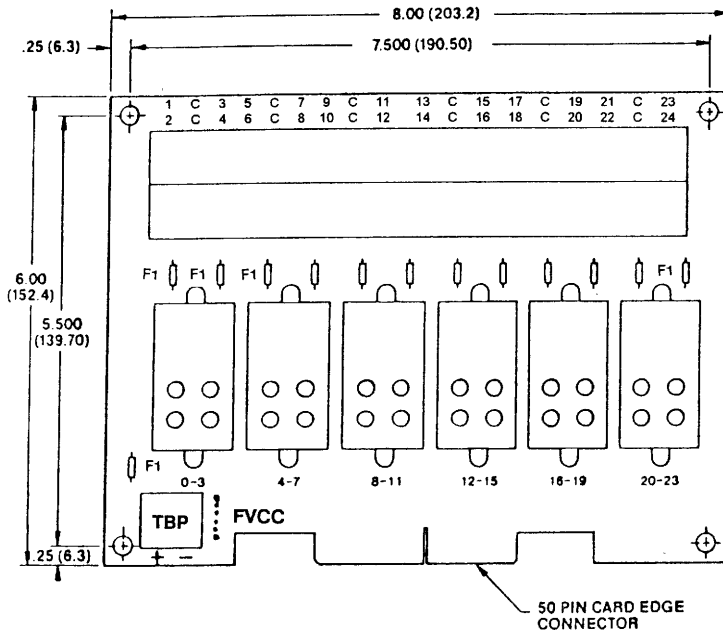 8.00 (203.2)
.25 (6.3)
7.500 (190.50)
1 C 3 5 C 7 9 C 11 13 C 15 17 C 19 21 C 23
2 C 4 6 C 8 10 C 12 14 C 16 18 C 20 22 C 24
6.00
(152.4)
5.500
(139.70)
F1 F1 F1 F1
F1
0-3 4-7 8-11 12-15 16-19 20-23
TBP FVCC
.25 (6.3)
+ -
50 PIN CARD EDGE
CONNECTOR